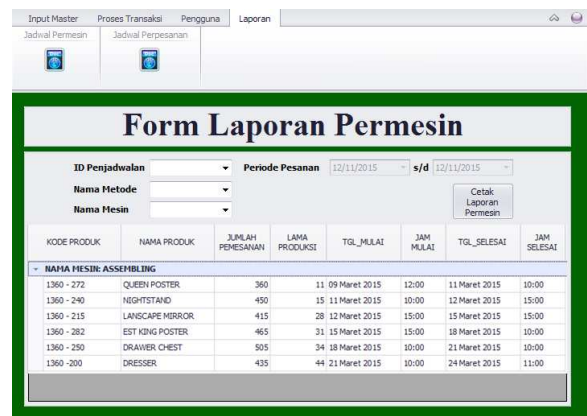 Input Master Proses Transaksi Pengguna Laporan
Jadwal Permesin Jadwal Perpesanan
Form Laporan Permesin
ID Penjadwalan Periode Pesanan 12/11/2015 s/d 12/11/2015
Nama Metode
Nama Mesin
Cetak
Laporan
Permesin
KODE PRODUK NAMA PRODUK JUMLAH PEMESANAN LAMA PRODUKSI TGL_MULAI JAM MULAI TGL_SELESAI JAM SELESAI
NAMA MESIN: ASSEMBLING
1360 - 272 QUEEN POSTER 360 11 09 Maret 2015 12:00 11 Maret 2015 10:00
1360 - 240 NIGHTSTAND 450 15 11 Maret 2015 10:00 12 Maret 2015 15:00
1360 - 215 LANSCAPE MIRROR 415 28 12 Maret 2015 15:00 15 Maret 2015 15:00
1360 - 282 EST KING POSTER 465 31 15 Maret 2015 15:00 18 Maret 2015 10:00
1360 - 250 DRAWER CHEST 505 34 18 Maret 2015 10:00 21 Maret 2015 10:00
1360 -200 DRESSER 435 44 21 Maret 2015 10:00 24 Maret 2015 11:00